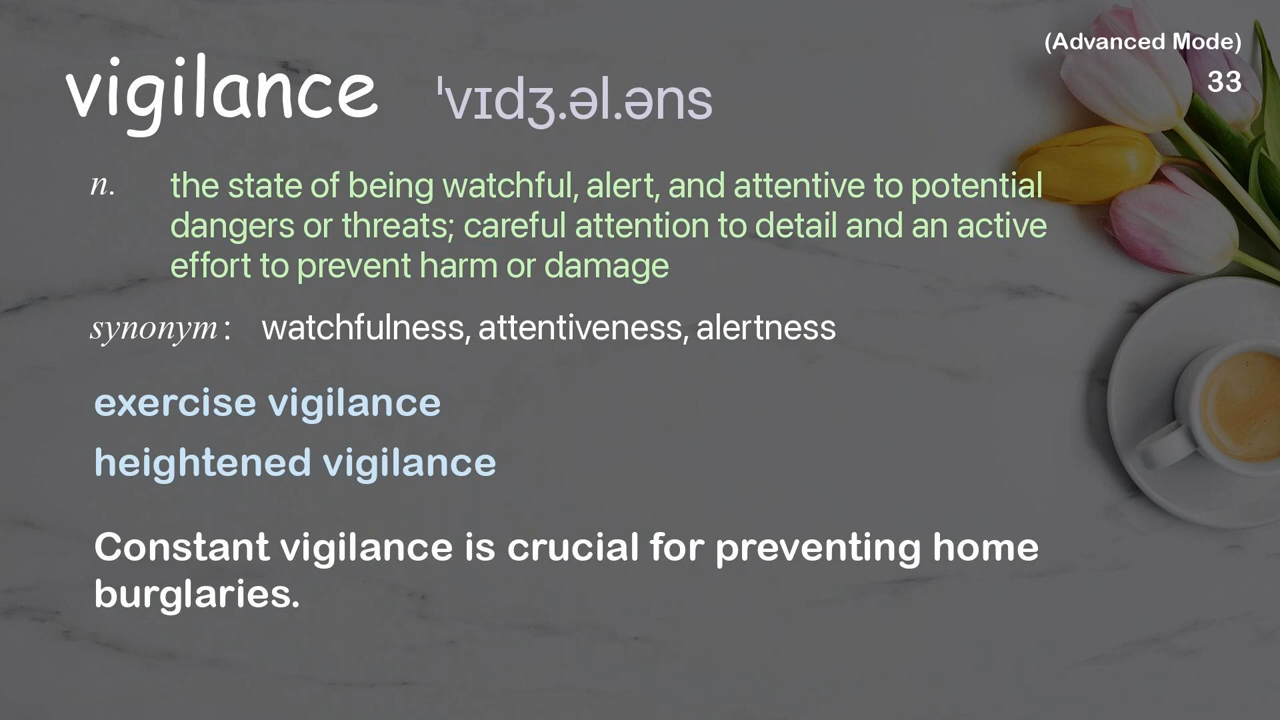 (Advanced Mode)
33
vigilance ˈvɪdʒ.əl.əns
n. the state of being watchful, alert, and attentive to potential
dangers or threats; careful attention to detail and an active
effort to prevent harm or damage
synonym: watchfulness, attentiveness, alertness
exercise vigilance
heightened vigilance
Constant vigilance is crucial for preventing home
burglaries.